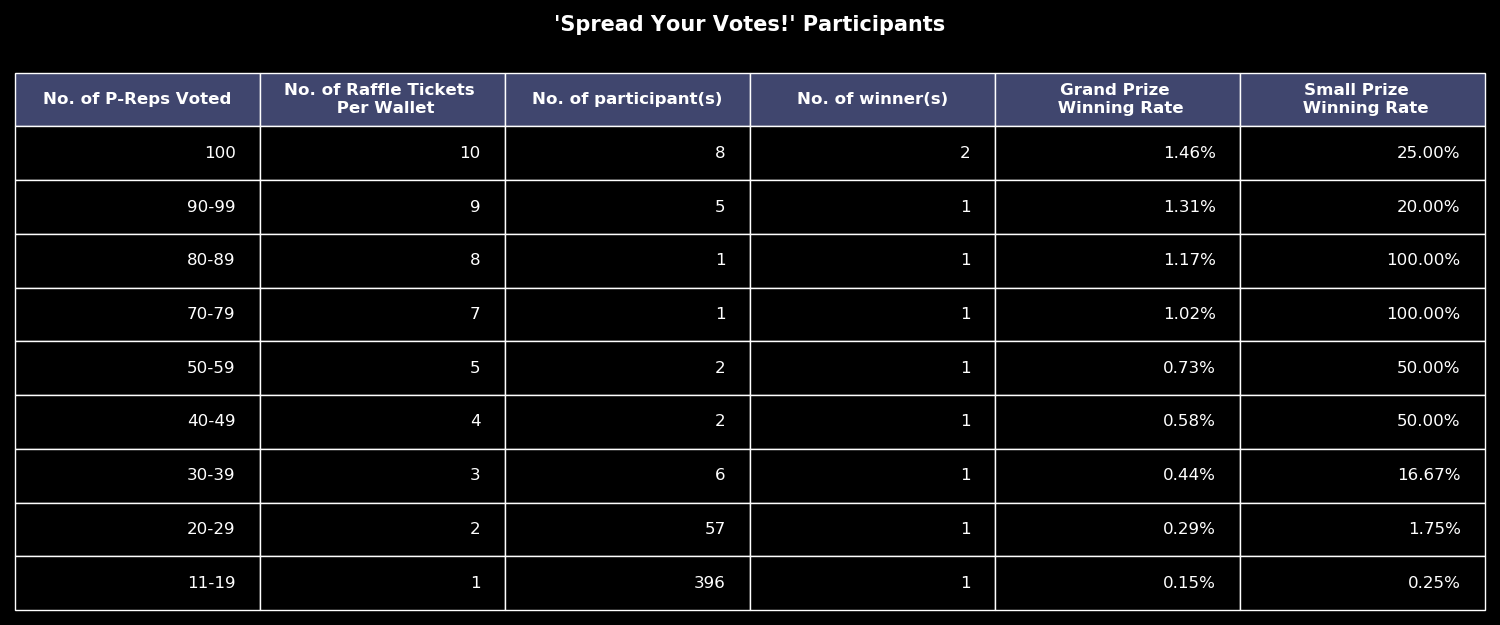 'Spread Your Votes!' Participants
No. of P-Reps Voted No. of Raffle Tickets Per Wallet No. of participant(s) No. of winner(s) Grand Prize Winning Rate Small Prize Winning Rate
100 10 8 2 1.46% 25.00%
90-99 9 5 1 1.31% 20.00%
80-89 8 1 1 1.17% 100.00%
70-79 7 1 1 1.02% 100.00%
50-59 5 2 1 0.73% 50.00%
40-49 4 2 1 0.58% 50.00%
30-39 3 6 1 0.44% 16.67%
20-29 2 57 1 0.29% 1.75%
11-19 1 396 1 0.15% 0.25%